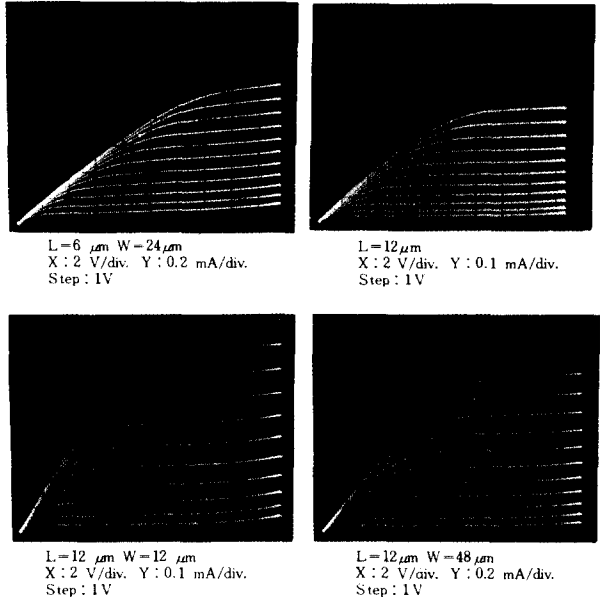 L=6 μm W=24μm
X:2 V/div. Y:0.2 mA/div.
Step:1V
L=12μm
X:2 V/div. Y:0.1 mA/div.
Step:1V
L=12 μm W=12 μm
X:2 V/div. Y:0.1 mA/div.
Step:1V
L=12μm W=48μm
X:2 V/div. Y:0.2 mA/div.
Step:1V